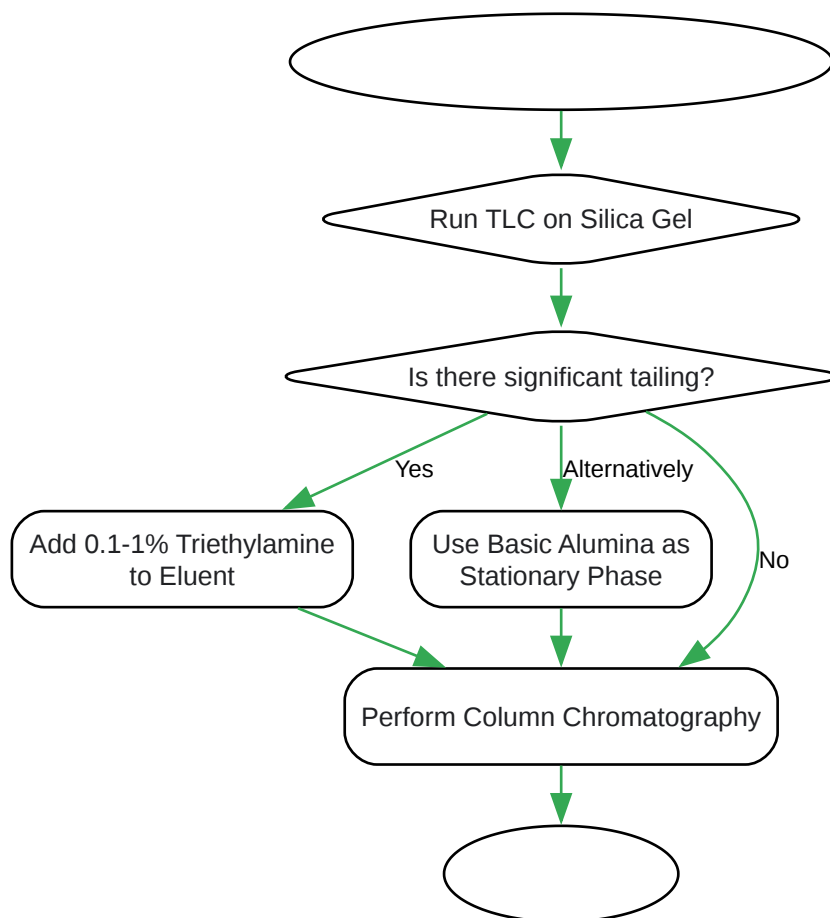 Run TLC on Silica Gel
Is there significant tailing?
Yes
Alternatively
Add 0.1-1% Triethylamine
to Eluent
Use Basic Alumina as
Stationary Phase
No
Perform Column Chromatography